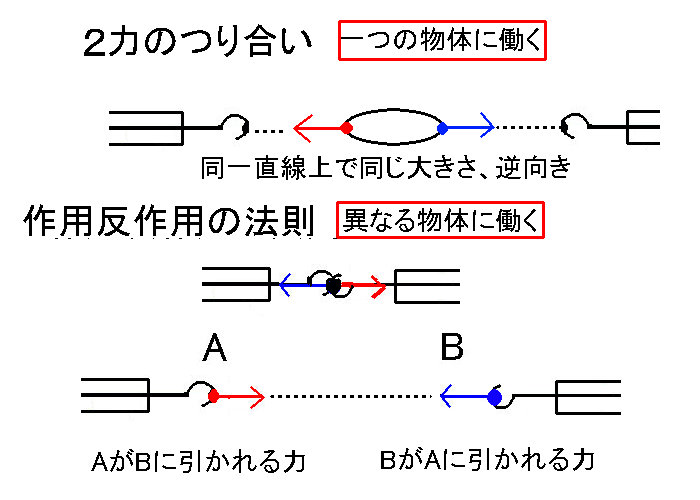 ２力のつり合い 一つの物体に働く
同一直線上で同じ大きさ、逆向き
作用反作用の法則 異なる物体に働く
A B
AがBに引かれる力 BがAに引かれる力